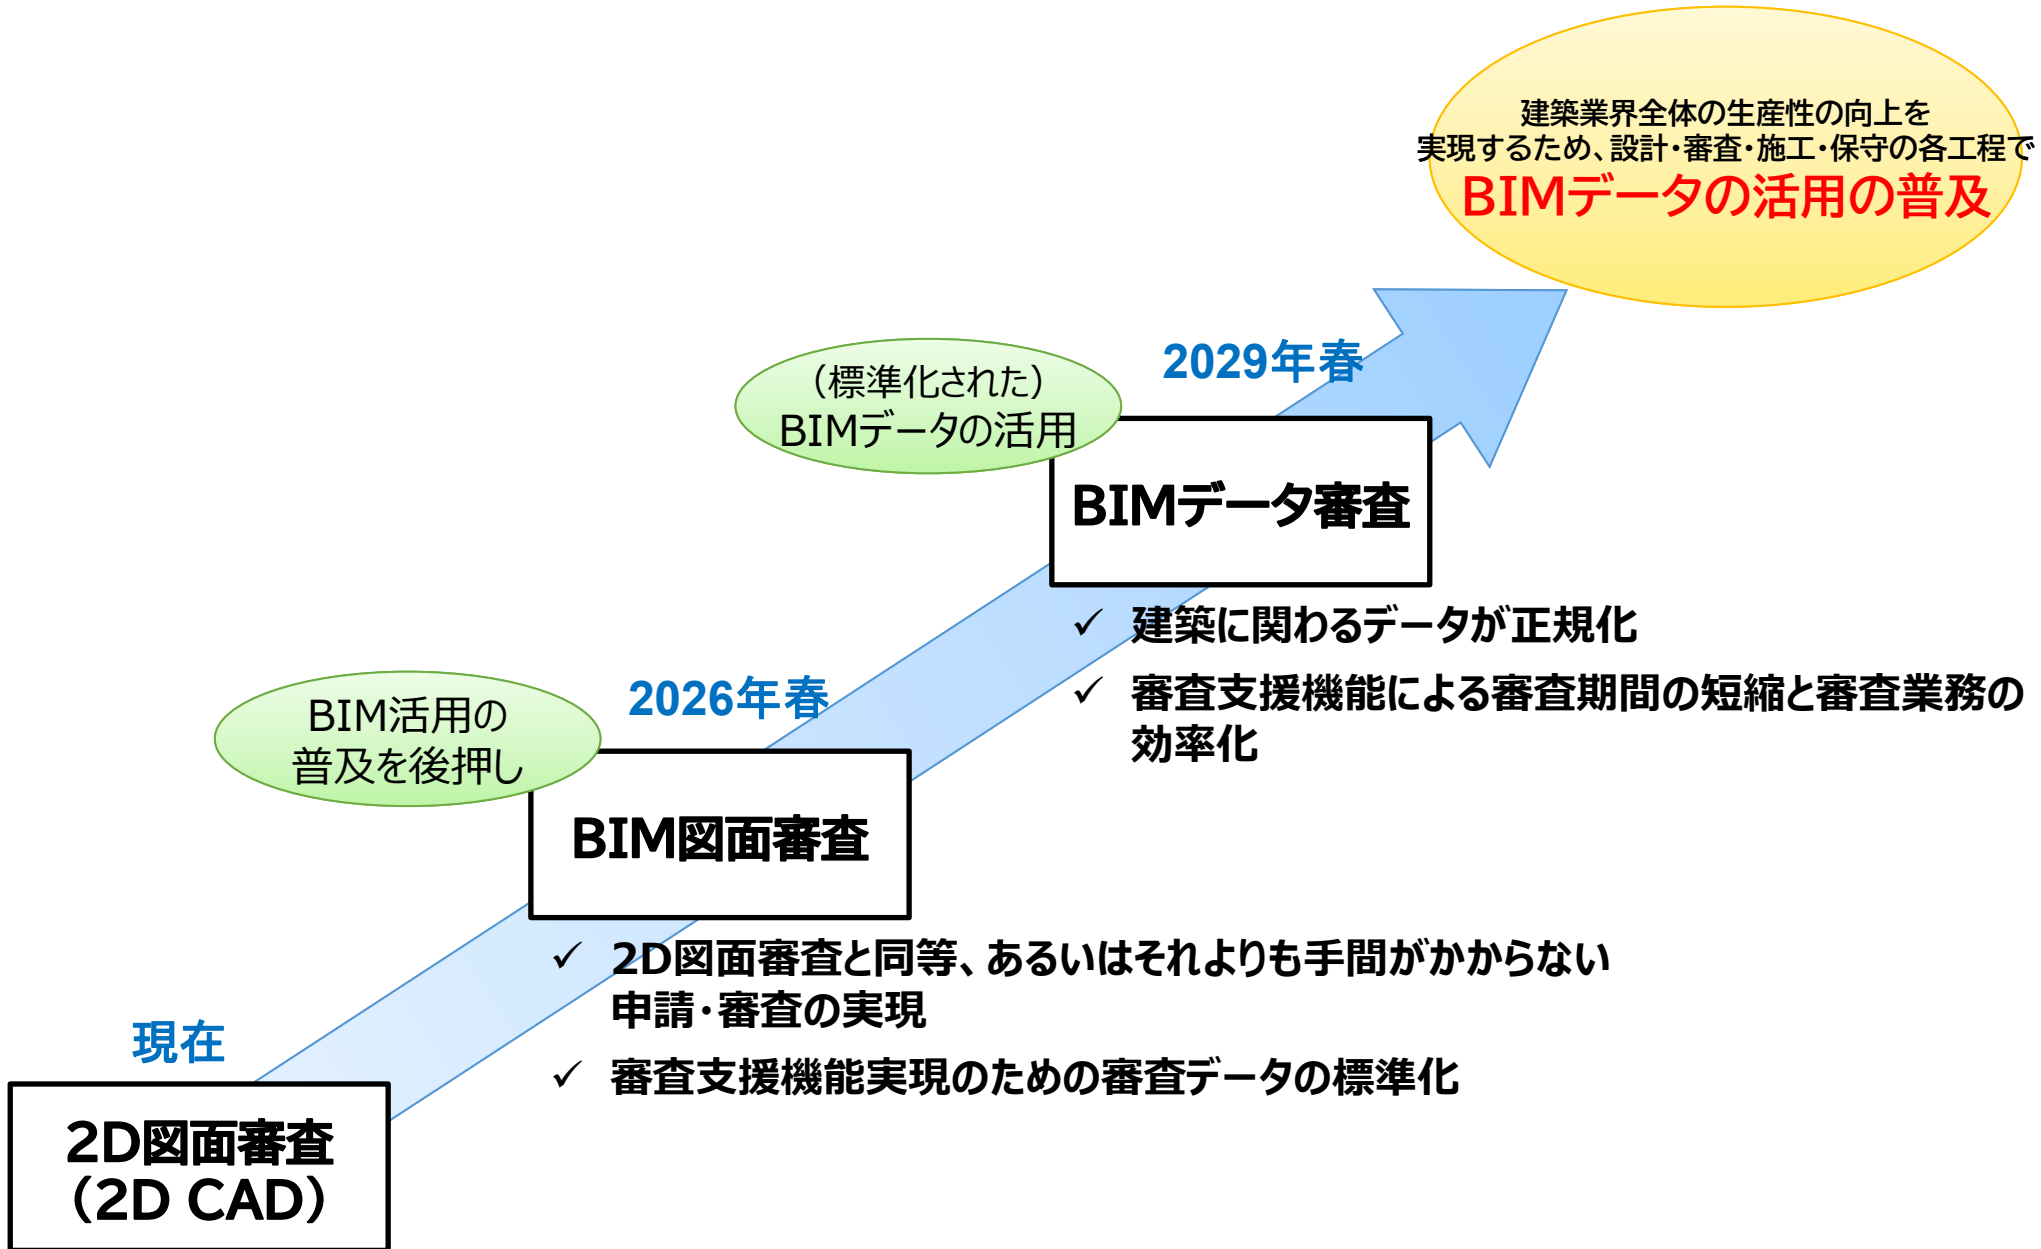 建築業界全体の生産性の向上を
実現するため、設計・審査・施工・保守の各工程で
BIMデータの活用の普及
2029年春
（標準化された）
BIMデータの活用
BIMデータ審査
✓ 建築に関わるデータが正規化
✓ 審査支援機能による審査期間の短縮と審査業務の
効率化
2026年春
BIM活用の
普及を後押し
BIM図面審査
✓ 2D図面審査と同等、あるいはそれよりも手間がかからない
申請・審査の実現
✓ 審査支援機能実現のための審査データの標準化
現在
2D図面審査
（2D CAD）